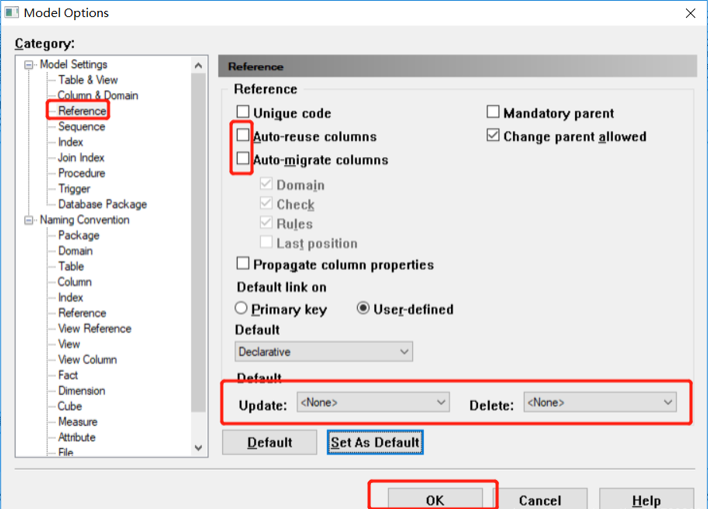 Model Options
Category:
Model Settings
Table & View
Column & Domain
Reference
Sequence
Index
Join Index
Procedure
Trigger
Database Package
Naming Convention
Package
Domain
Table
Column
Index
Reference
View Reference
View
View Column
Fact
Dimension
Cube
Measure
Attribute
File
Reference
Reference
Unique code
Mandatory parent
Auto-reuse columns
Change parent allowed
Auto-migrate columns
Domain
Check
Rules
Last position
Propagate column properties
Default link on
Primary key
User-defined
Default
Declarative
Default
Update: <None>
Delete: <None>
Default
Set As Default
OK
Cancel
Help